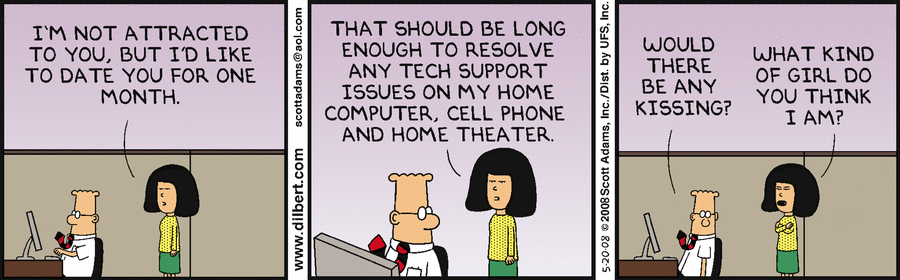 I'M NOT ATTRACTED
TO YOU, BUT I'D LIKE
TO DATE YOU FOR ONE
MONTH.
www.dilbert.com scottadams@aol.com
THAT SHOULD BE LONG
ENOUGH TO RESOLVE
ANY TECH SUPPORT
ISSUES ON MY HOME
COMPUTER, CELL PHONE
AND HOME THEATER.
5-20-08 © 2008 Scott Adams, Inc./Dist. by UFS, Inc.
WOULD
THERE
BE ANY
KISSING?
WHAT KIND
OF GIRL DO
YOU THINK
I AM?